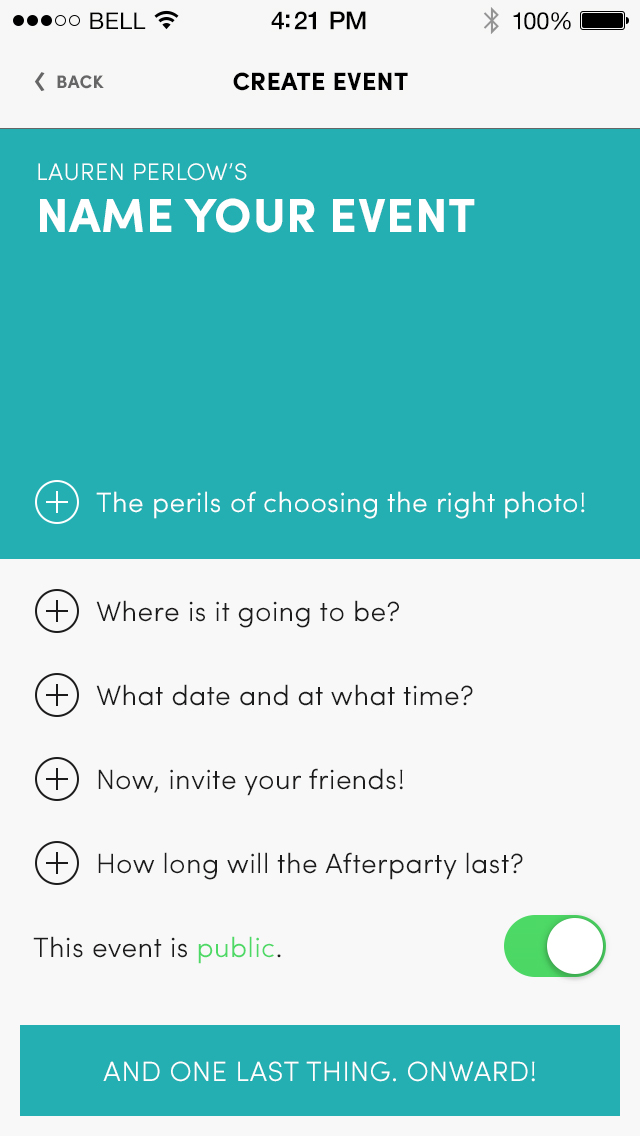 BELL 4:21 PM 100%
BACK CREATE EVENT
LAUREN PERLOW'S
NAME YOUR EVENT
The perils of choosing the right photo!
Where is it going to be?
What date and at what time?
Now, invite your friends!
How long will the Afterparty last?
This event is public.
AND ONE LAST THING. ONWARD!